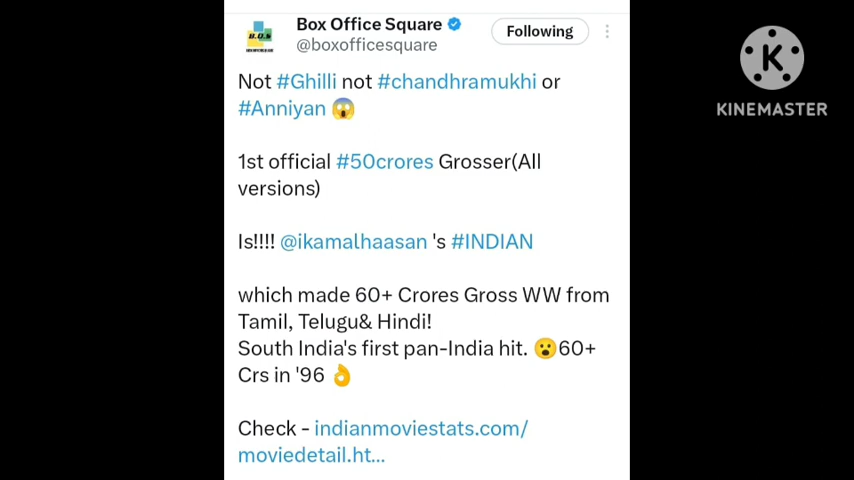 Box Office Square
@boxofficesquare
Following
Not #Ghilli not #chandhramukhi or
#Anniyan 😱
1st official #50crores Grosser(All
versions)
Is!!!! @ikamalhaasan 's #INDIAN
which made 60+ Crores Gross WW from
Tamil, Telugu& Hindi!
South India's first pan-India hit. 😮60+
Crs in '96 👌
Check - indianmoviestats.com/
moviedetail.ht...
K
KINEMASTER